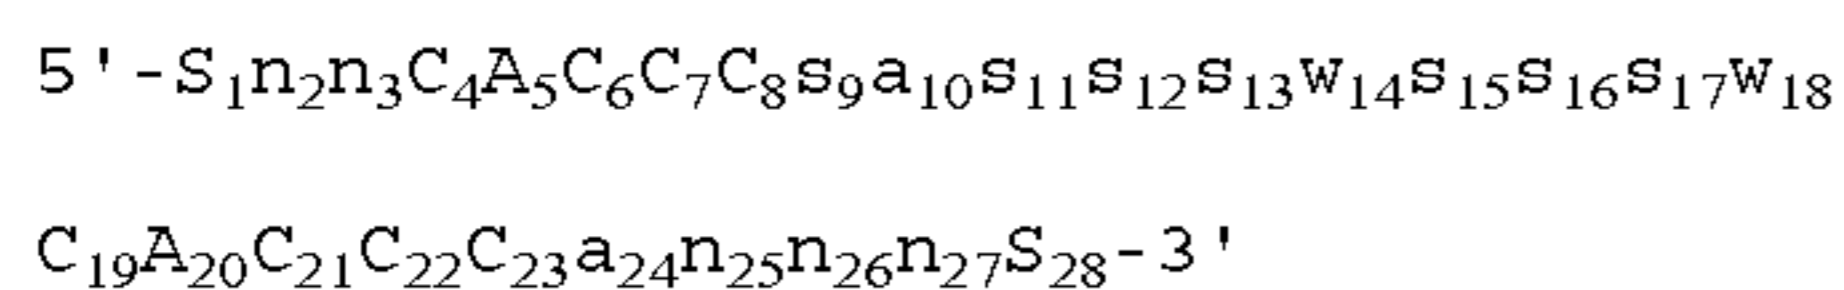 5'-S₁n₂n₃C₄A₅C₆C₇C₈s₉a₁₀s₁₁s₁₂s₁₃w₁₄s₁₅s₁₆s₁₇w₁₈
C₁₉A₂₀C₂₁C₂₂C₂₃a₂₄n₂₅n₂₆n₂₇S₂₈-3'